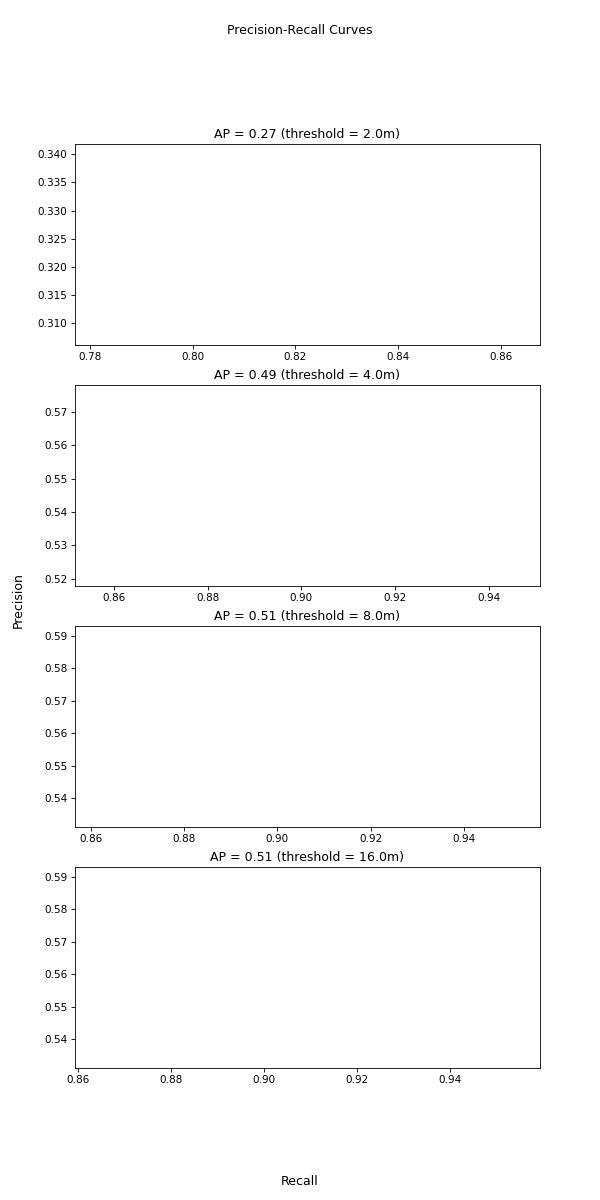 Precision-Recall Curves
AP = 0.27 (threshold = 2.0m)
0.340
0.335
0.330
0.325
0.320
0.315
0.310
0.78 0.80 0.82 0.84 0.86
AP = 0.49 (threshold = 4.0m)
0.57
0.56
0.55
0.54
0.53
0.52
0.86 0.88 0.90 0.92 0.94
Precision
AP = 0.51 (threshold = 8.0m)
0.59
0.58
0.57
0.56
0.55
0.54
0.86 0.88 0.90 0.92 0.94
AP = 0.51 (threshold = 16.0m)
0.59
0.58
0.57
0.56
0.55
0.54
0.86 0.88 0.90 0.92 0.94
Recall